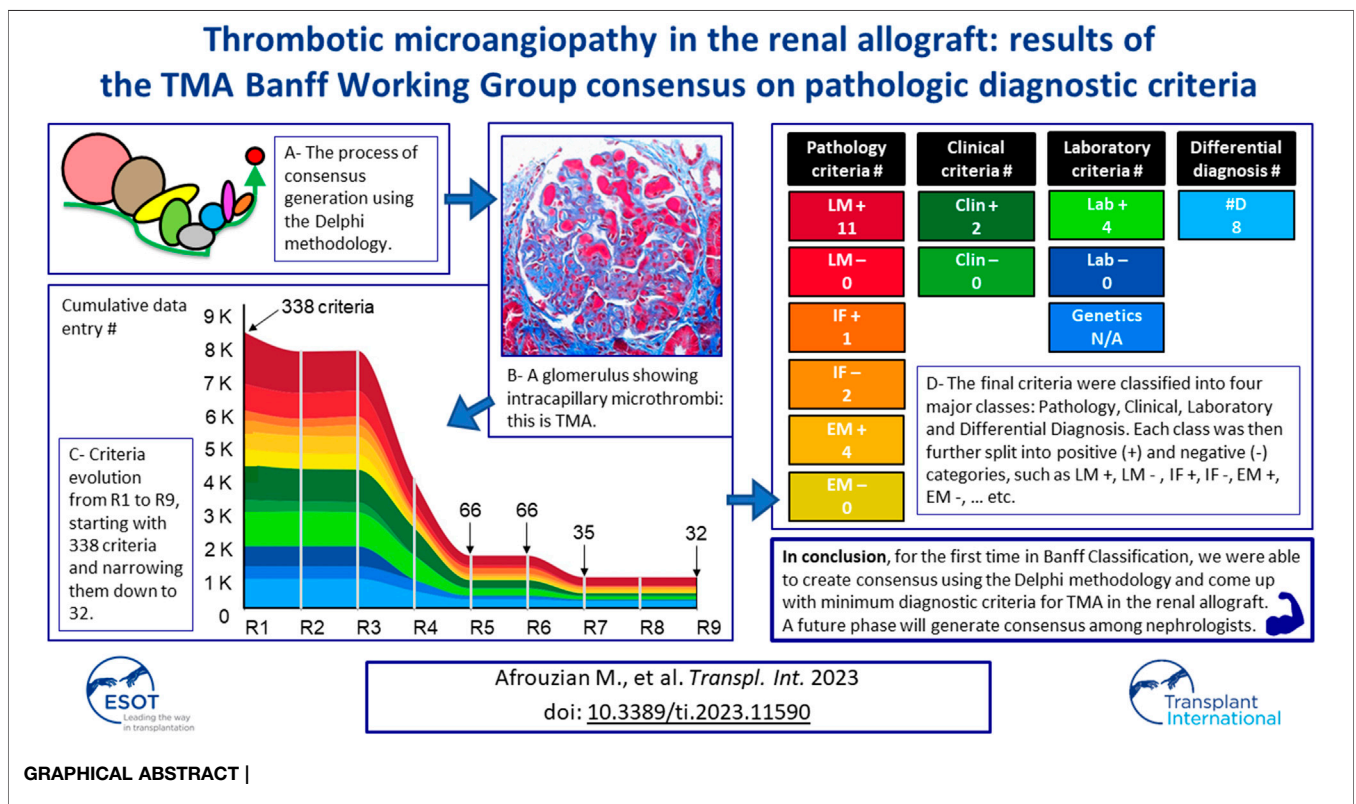 Thrombotic microangiopathy in the renal allograft: results of
the TMA Banff Working Group consensus on pathologic diagnostic criteria
A- The process of
consensus
generation using
the Delphi
methodology.
B- A glomerulus showing
intracapillary microthrombi:
this is TMA.
Cumulative data
entry #
338 criteria
9 K
8 K
7 K
6 K
5 K
4 K
3 K
2 K
1 K
0
66
66
35
32
R1
R2
R3
R4
R5
R6
R7
R8
R9
C- Criteria
evolution
from R1 to R9,
starting with
338 criteria
and narrowing
them down to
32.
Pathology
criteria #
LM +
11
LM –
0
IF +
1
IF –
2
EM +
4
EM –
0
Clinical
criteria #
Clin +
2
Clin –
0
Laboratory
criteria #
Lab +
4
Lab –
0
Genetics
N/A
Differential
diagnosis #
#D
8
D- The final criteria were classified into four
major classes: Pathology, Clinical, Laboratory
and Differential Diagnosis. Each class was then
further split into positive (+) and negative (-)
categories, such as LM +, LM - , IF +, IF -, EM +,
EM -, ... etc.
In conclusion, for the first time in Banff Classification, we were able
to create consensus using the Delphi methodology and come up
with minimum diagnostic criteria for TMA in the renal allograft.
A future phase will generate consensus among nephrologists.
ESOT
Leading the way
in transplantation
Afrouzian M., et al. Transpl. Int. 2023
doi: 10.3389/ti.2023.11590
Transplant
International
GRAPHICAL ABSTRACT |